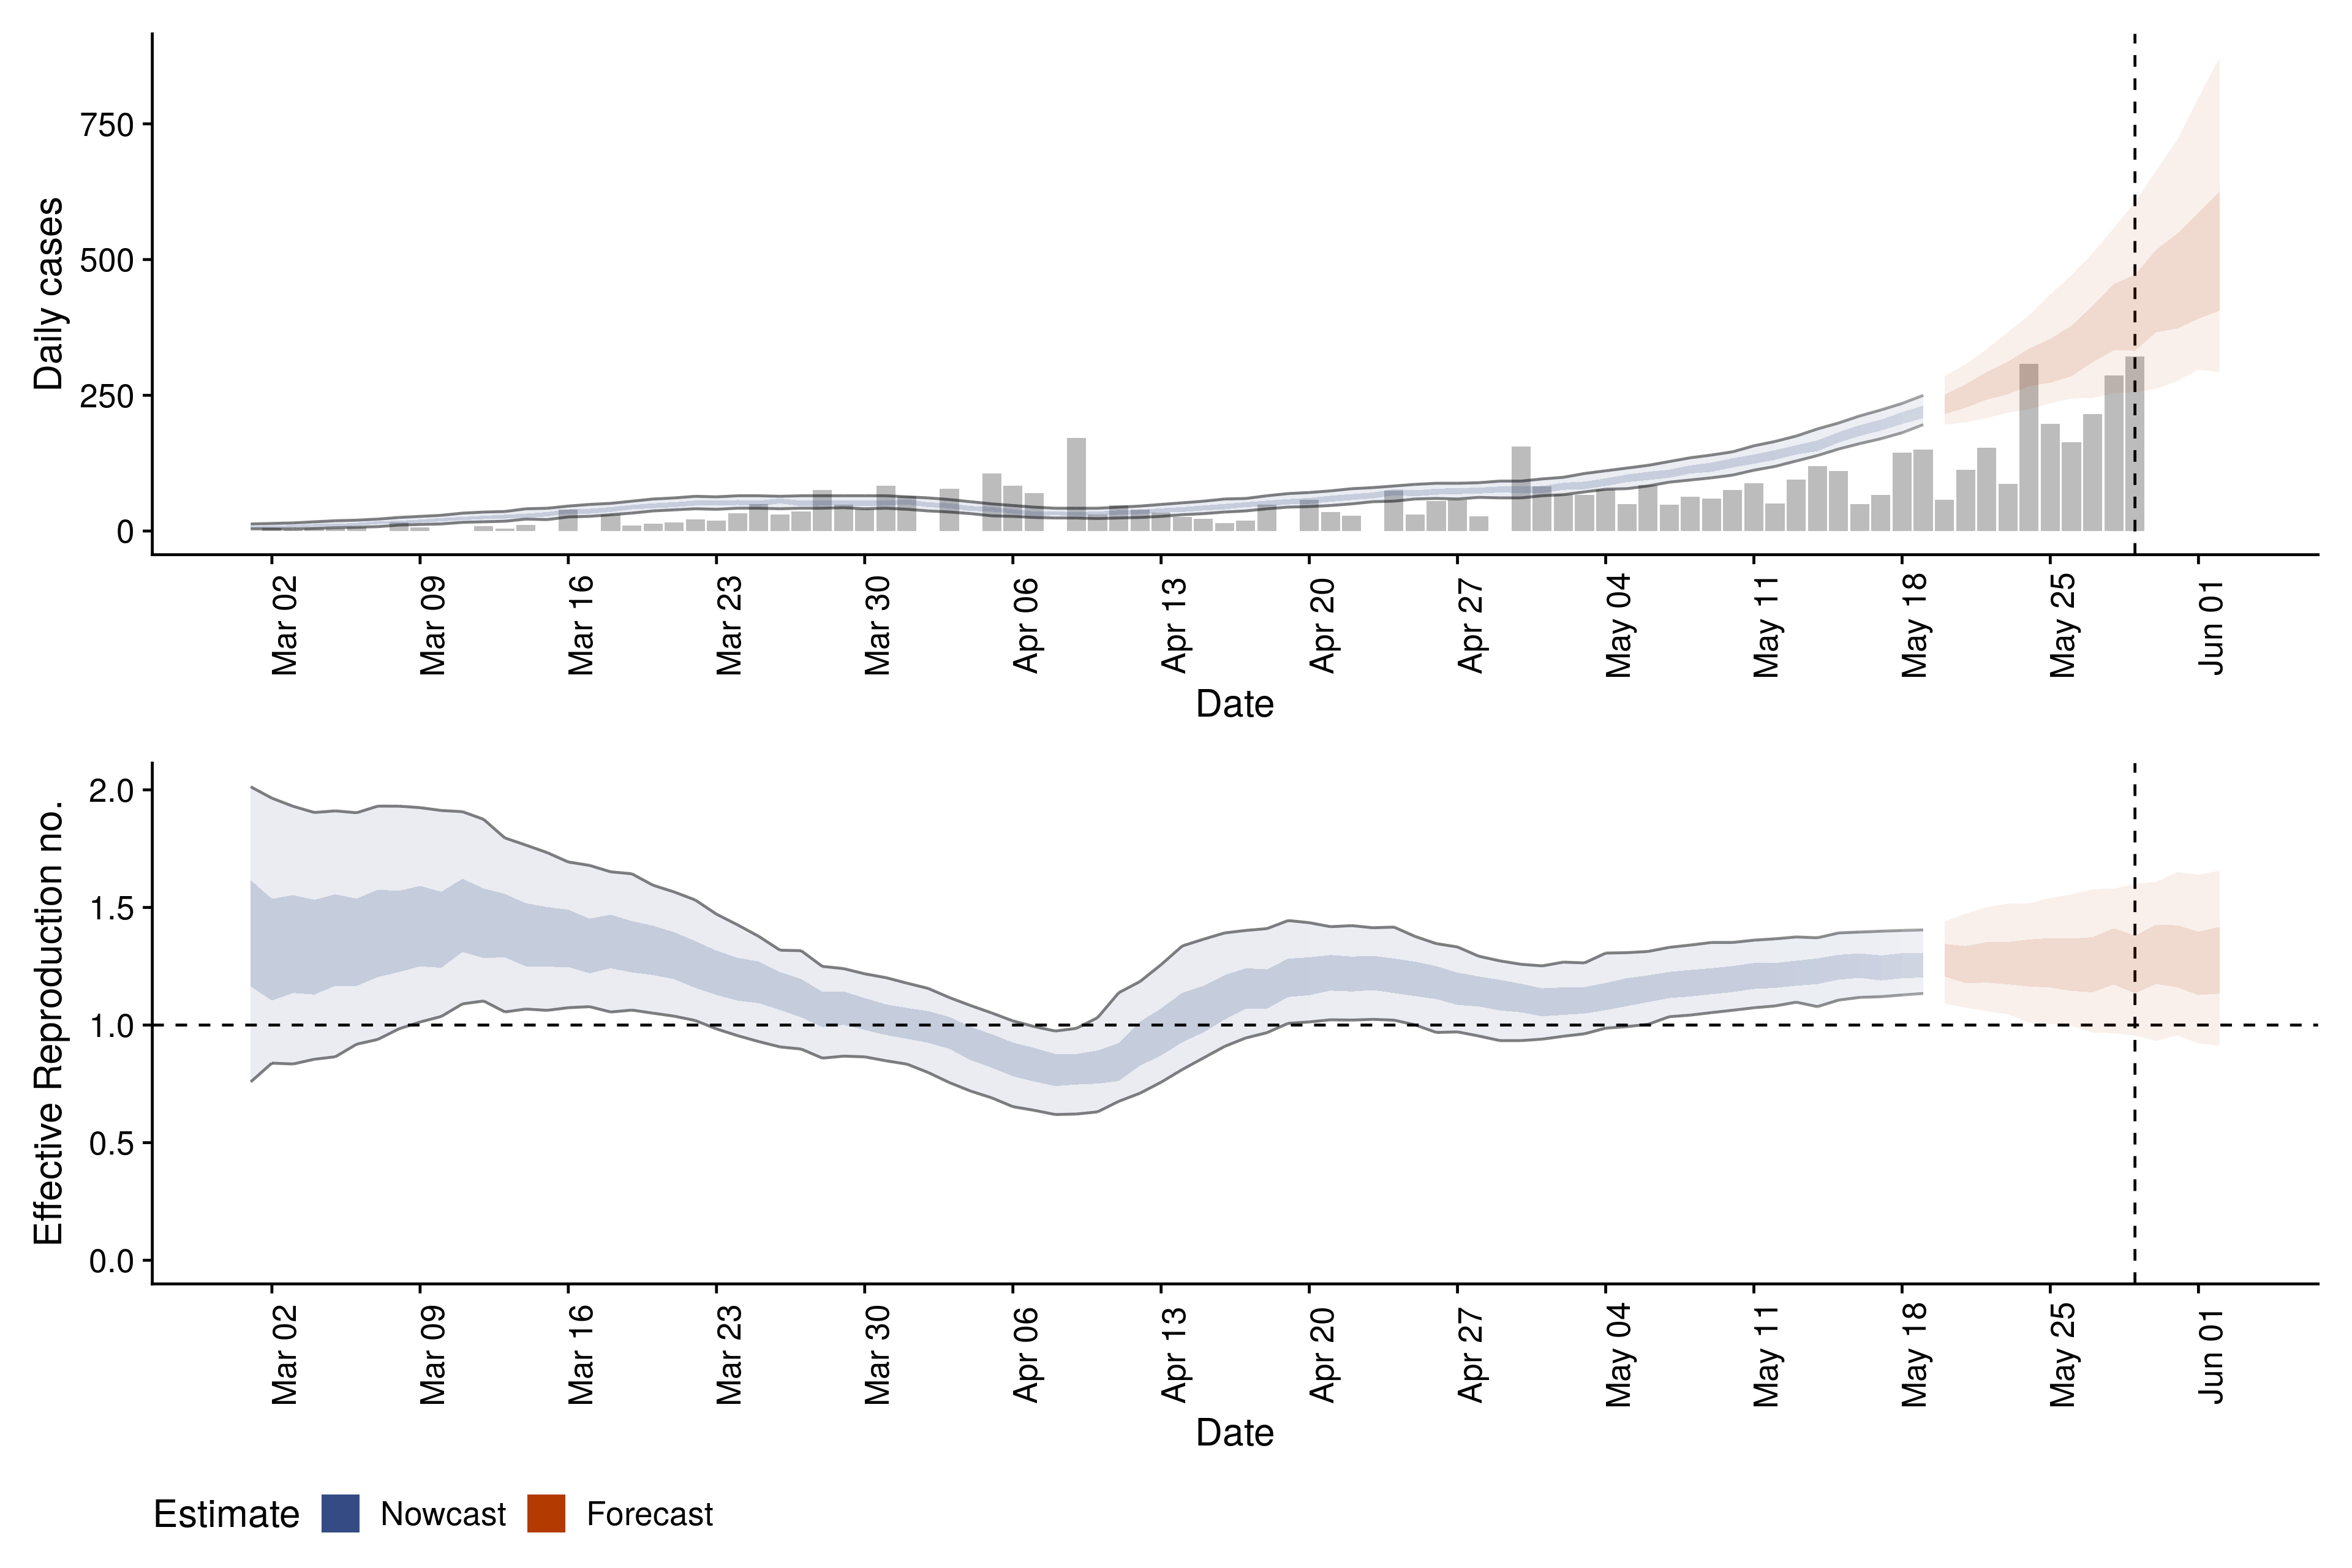 Daily cases
750
500
250
0
Mar 02
Mar 09
Mar 16
Mar 23
Mar 30
Apr 06
Apr 13
Apr 20
Apr 27
May 04
May 11
May 18
May 25
Jun 01
Date
Effective Reproduction no.
2.0
1.5
1.0
0.5
0.0
Mar 02
Mar 09
Mar 16
Mar 23
Mar 30
Apr 06
Apr 13
Apr 20
Apr 27
May 04
May 11
May 18
May 25
Jun 01
Date
Estimate Nowcast Forecast